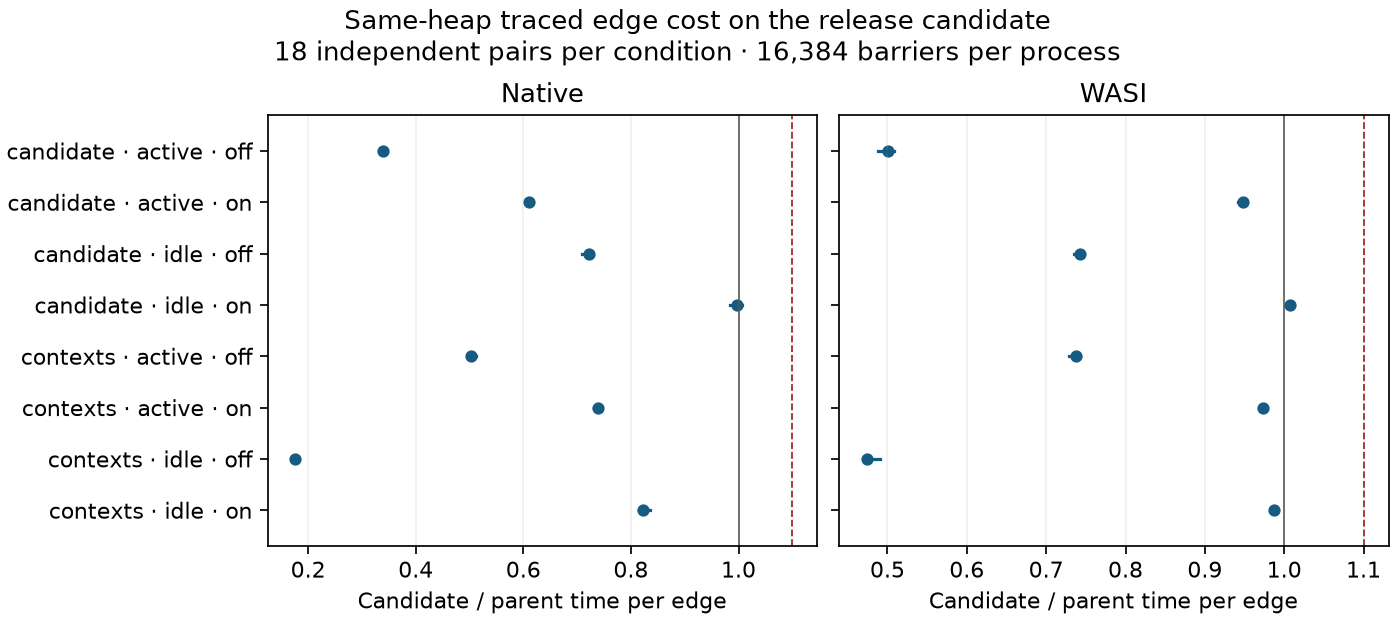 Same-heap traced edge cost on the release candidate
18 independent pairs per condition · 16,384 barriers per process
Native
WASI
candidate · active · off
candidate · active · on
candidate · idle · off
candidate · idle · on
contexts · active · off
contexts · active · on
contexts · idle · off
contexts · idle · on
0.2 0.4 0.6 0.8 1.0
0.5 0.6 0.7 0.8 0.9 1.0 1.1
Candidate / parent time per edge
Candidate / parent time per edge